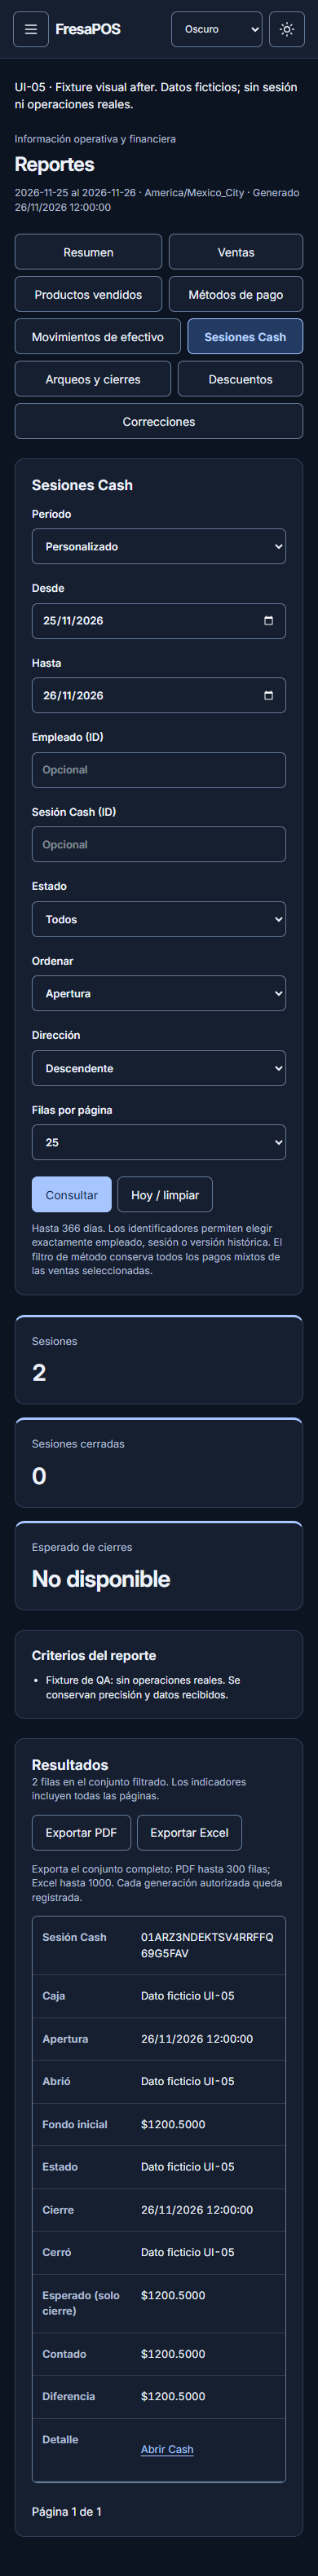 FresaPOS
Oscuro
UI-05 · Fixture visual after. Datos ficticios; sin sesión
ni operaciones reales.
Información operativa y financiera
Reportes
2026-11-25 al 2026-11-26 · America/Mexico_City · Generado
26/11/2026 12:00:00
Resumen
Ventas
Productos vendidos
Métodos de pago
Movimientos de efectivo
Sesiones Cash
Arqueos y cierres
Descuentos
Correcciones
Sesiones Cash
Período
Personalizado
Desde
25/11/2026
Hasta
26/11/2026
Empleado (ID)
Opcional
Sesión Cash (ID)
Opcional
Estado
Todos
Ordenar
Apertura
Dirección
Descendente
Filas por página
25
Consultar
Hoy / limpiar
Hasta 366 días. Los identificadores permiten elegir
exactamente empleado, sesión o versión histórica. El
filtro de método conserva todos los pagos mixtos de
las ventas seleccionadas.
Sesiones
2
Sesiones cerradas
0
Esperado de cierres
No disponible
Criterios del reporte
• Fixture de QA: sin operaciones reales. Se
conservan precisión y datos recibidos.
Resultados
2 filas en el conjunto filtrado. Los indicadores
incluyen todas las páginas.
Exportar PDF
Exportar Excel
Exporta el conjunto completo: PDF hasta 300 filas;
Excel hasta 1000. Cada generación autorizada queda
registrada.
Sesión Cash 01ARZ3NDEKTSV4RRFFQ
69G5FAV
Caja Dato ficticio UI-05
Apertura 26/11/2026 12:00:00
Abrió Dato ficticio UI-05
Fondo inicial $1200.5000
Estado Dato ficticio UI-05
Cierre 26/11/2026 12:00:00
Cerró Dato ficticio UI-05
Esperado (solo $1200.5000
cierre)
Contado $1200.5000
Diferencia $1200.5000
Detalle
Abrir Cash
Página 1 de 1